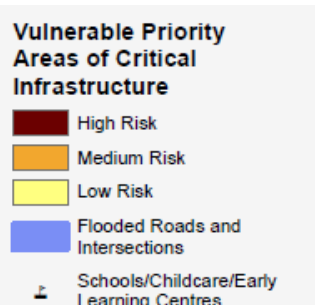 Vulnerable Priority
Areas of Critical
Infrastructure
High Risk
Medium Risk
Low Risk
Flooded Roads and
Intersections
Schools/Childcare/Early
Learning Centres